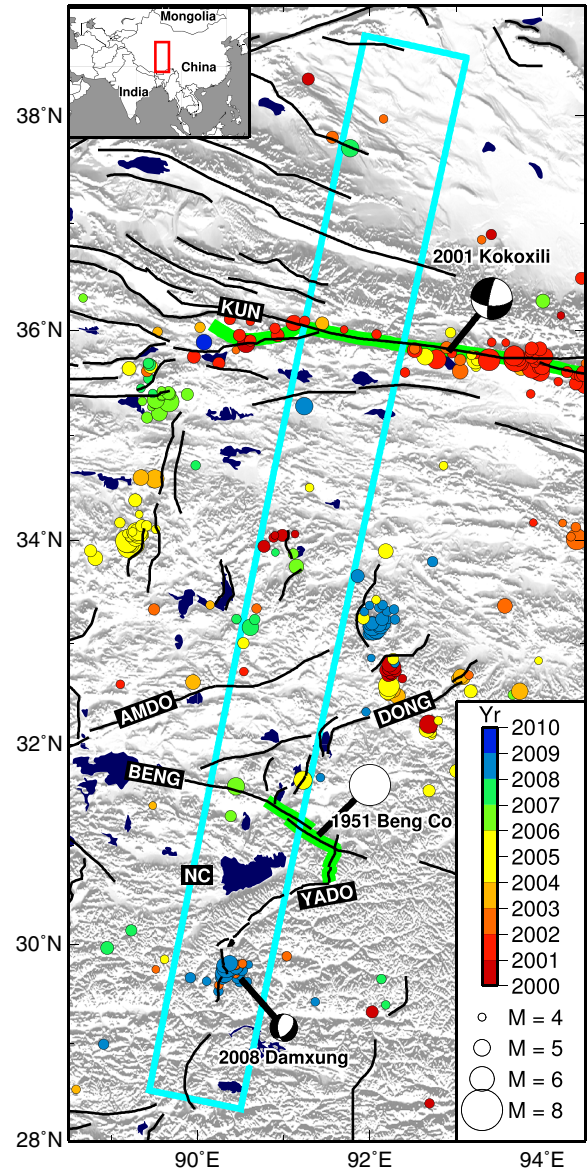 Mongolia
China
India
38°N
2001 Kokoxili
KUN
36°N
34°N
AMDO
DONG
32°N
BENG
1951 Beng Co
NC
YADO
30°N
2008 Damxung
28°N
90°E
92°E
94°E
Yr
2010
2009
2008
2007
2006
2005
2004
2003
2002
2001
2000
M = 4
M = 5
M = 6
M = 8